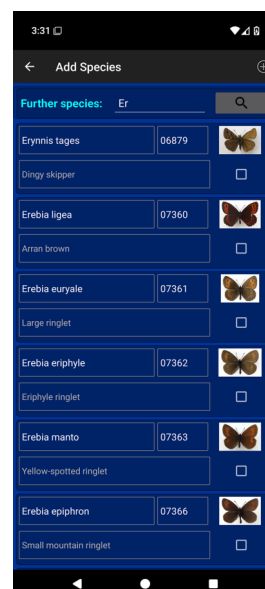 3:31
Add Species
Further species: Er
Erynnis tages 06879
Dingy skipper
Erebia ligea 07360
Arran brown
Erebia euryale 07361
Large ringlet
Erebia eriphyle 07362
Eriphyle ringlet
Erebia manto 07363
Yellow-spotted ringlet
Erebia epiphron 07366
Small mountain ringlet